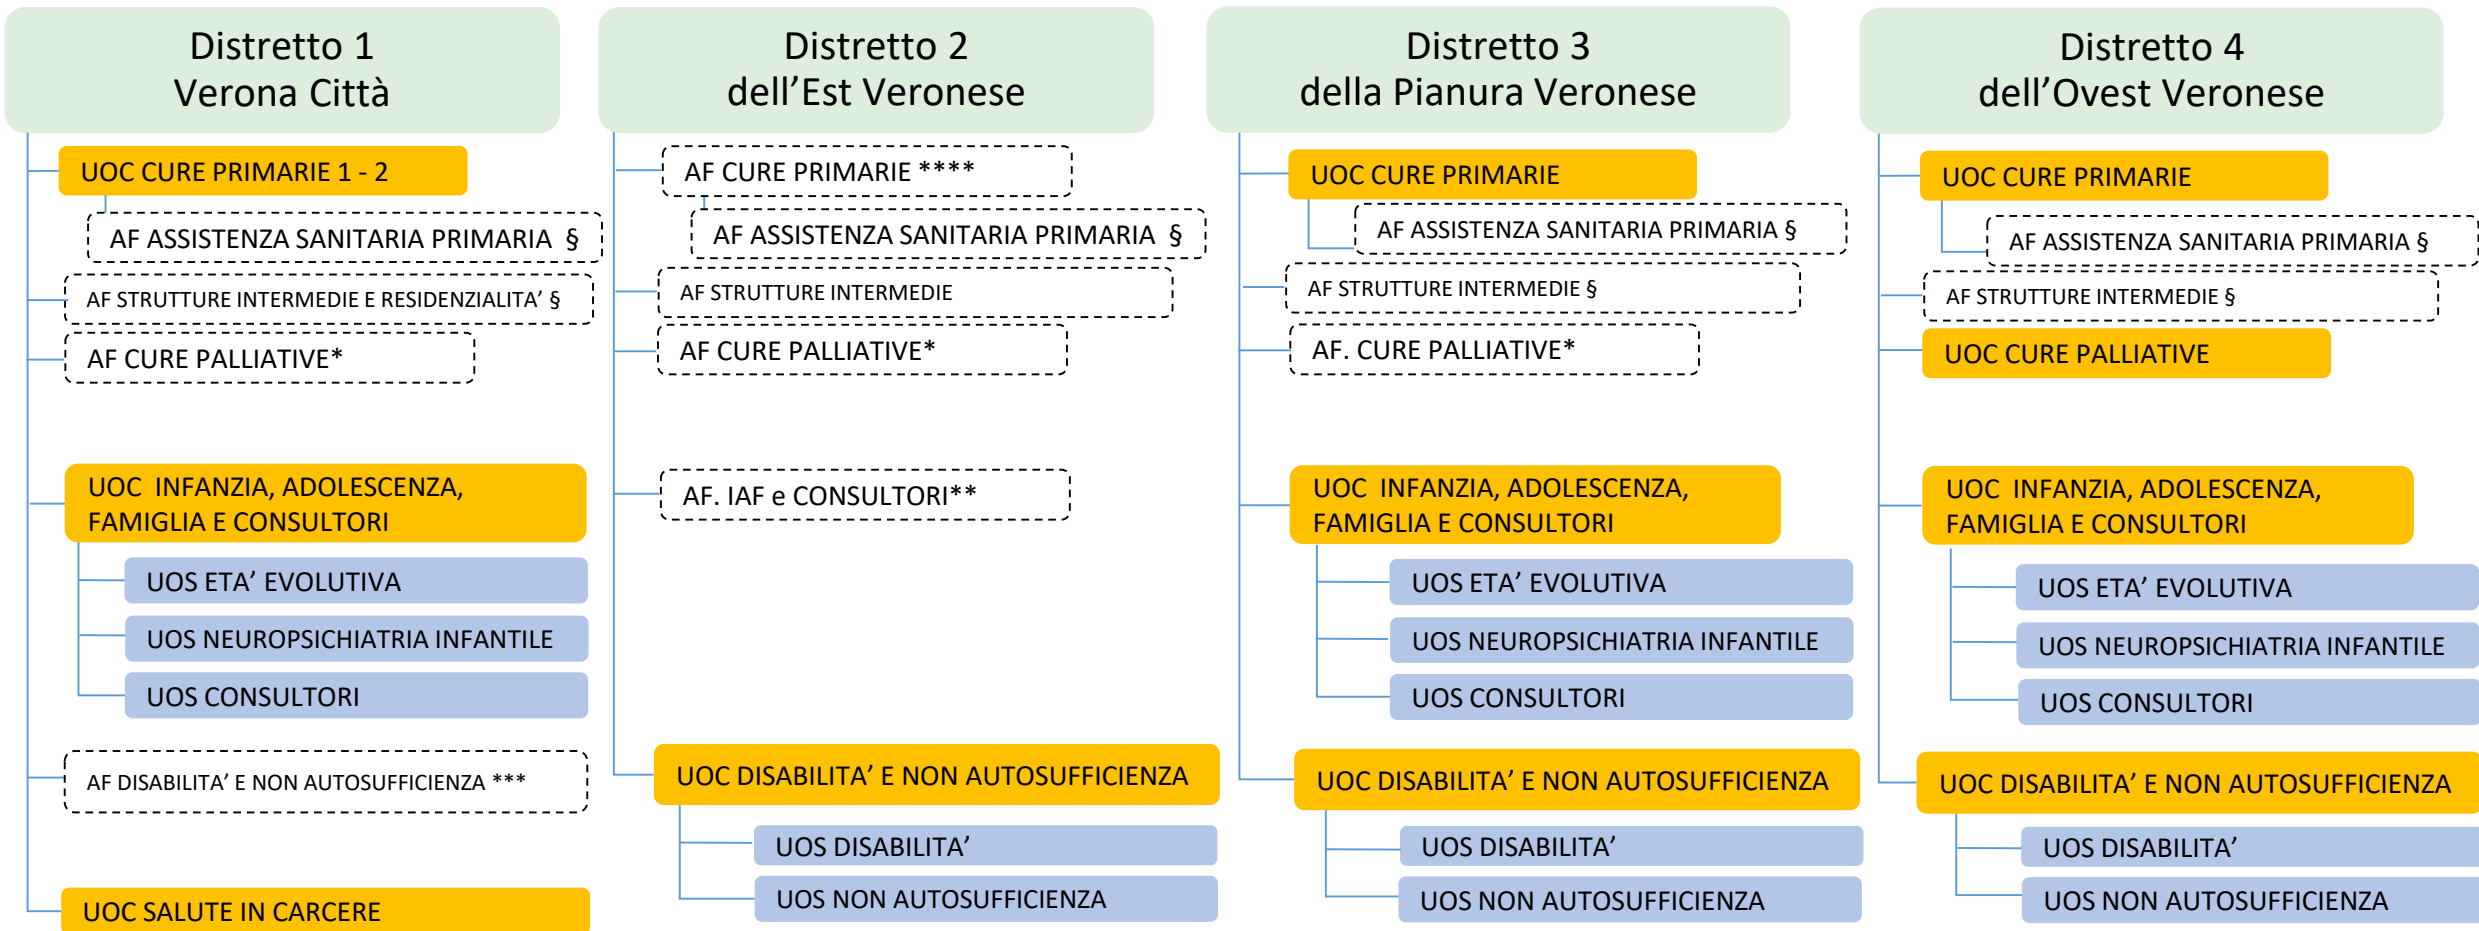 Distretto 1
Verona Città
UOC CURE PRIMARIE 1 - 2
AF ASSISTENZA SANITARIA PRIMARIA §
AF STRUTTURE INTERMEDIE E RESIDENZIALITA’ §
AF CURE PALLIATIVE*
UOC INFANZIA, ADOLESCENZA,
FAMIGLIA E CONSULTORI
UOS ETA’ EVOLUTIVA
UOS NEUROPSICHIATRIA INFANTILE
UOS CONSULTORI
AF DISABILITA’ E NON AUTOSUFFICIENZA ***
UOC SALUTE IN CARCERE
Distretto 2
dell’Est Veronese
AF CURE PRIMARIE ****
AF ASSISTENZA SANITARIA PRIMARIA §
AF STRUTTURE INTERMEDIE
AF CURE PALLIATIVE*
AF. IAF e CONSULTORI**
UOC DISABILITA’ E NON AUTOSUFFICIENZA
UOS DISABILITA’
UOS NON AUTOSUFFICIENZA
Distretto 3
della Pianura Veronese
UOC CURE PRIMARIE
AF ASSISTENZA SANITARIA PRIMARIA §
AF STRUTTURE INTERMEDIE §
AF. CURE PALLIATIVE*
UOC INFANZIA, ADOLESCENZA,
FAMIGLIA E CONSULTORI
UOS ETA’ EVOLUTIVA
UOS NEUROPSICHIATRIA INFANTILE
UOS CONSULTORI
UOC DISABILITA’ E NON AUTOSUFFICIENZA
UOS DISABILITA’
UOS NON AUTOSUFFICIENZA
Distretto 4
dell’Ovest Veronese
UOC CURE PRIMARIE
AF ASSISTENZA SANITARIA PRIMARIA §
AF STRUTTURE INTERMEDIE §
UOC CURE PALLIATIVE
UOC INFANZIA, ADOLESCENZA,
FAMIGLIA E CONSULTORI
UOS ETA’ EVOLUTIVA
UOS NEUROPSICHIATRIA INFANTILE
UOS CONSULTORI
UOC DISABILITA’ E NON AUTOSUFFICIENZA
UOS DISABILITA’
UOS NON AUTOSUFFICIENZA